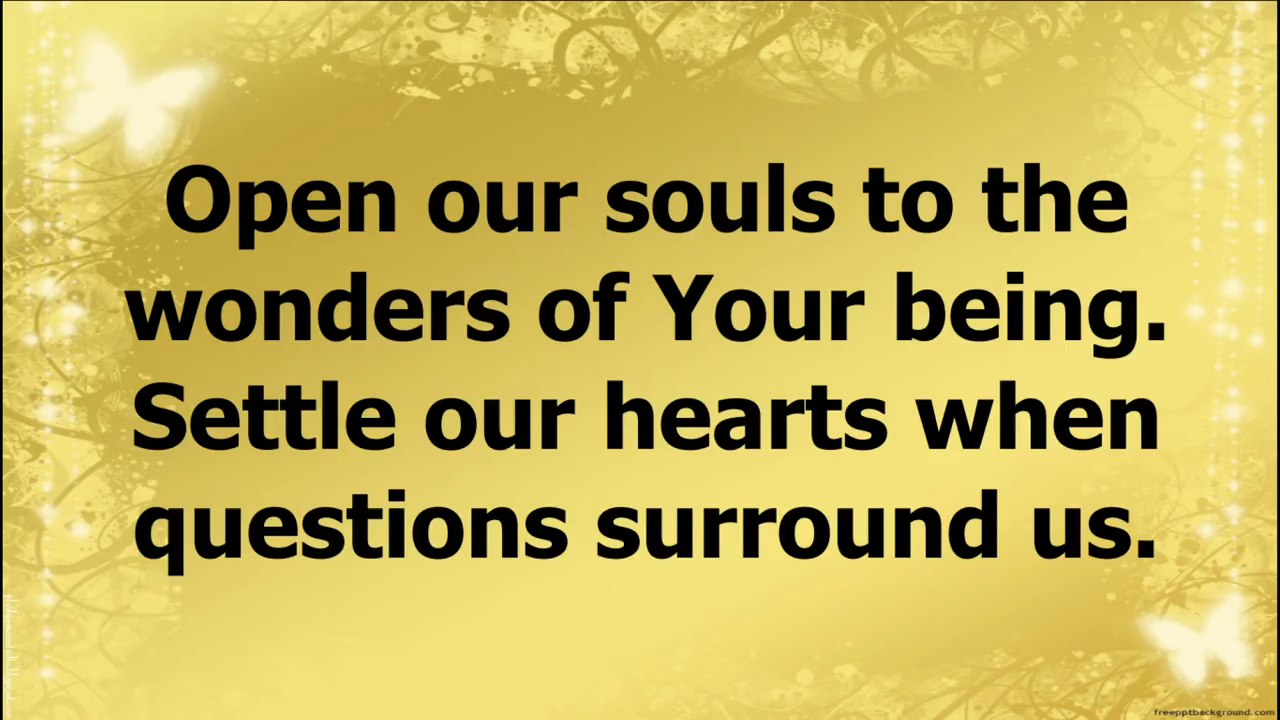 Open our souls to the
wonders of Your being.
Settle our hearts when
questions surround us.
freepptbackground.com